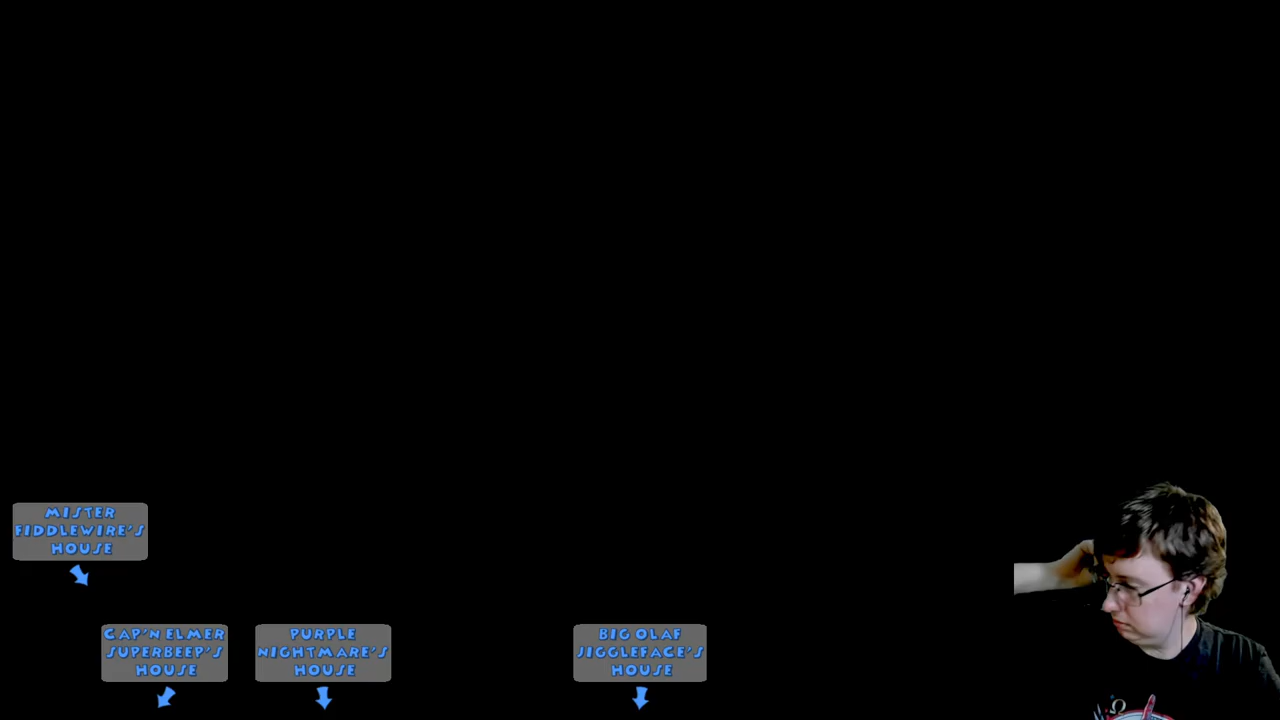 MISTER
FIDDLEWIRE'S
HOUSE
CAP'N ELMER
SUPERBEEP'S
HOUSE
PURPLE
NIGHTMARE'S
HOUSE
BIG OLAF
JIGGLEFACE'S
HOUSE
Ω